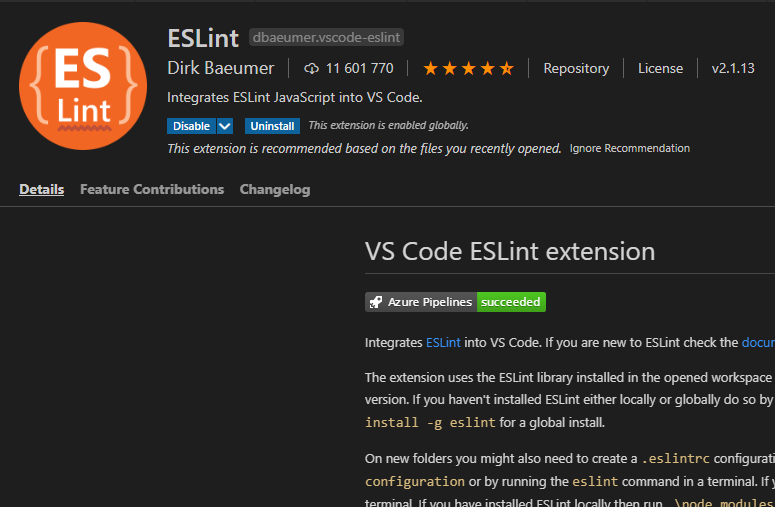 ES
Lint
ESLint dbaeumer.vscode-eslint
Dirk Baeumer 11 601 770 Repository License v2.1.13
Integrates ESLint JavaScript into VS Code.
Disable Uninstall This extension is enabled globally.
This extension is recommended based on the files you recently opened. Ignore Recommendation
Details Feature Contributions Changelog
VS Code ESLint extension
Azure Pipelines succeeded
Integrates ESLint into VS Code. If you are new to ESLint check the
The extension uses the ESLint library installed in the opened workspace
version. If you haven't installed ESLint either locally or globally do so by
install -g eslint for a global install.
On new folders you might also need to create a .eslintrc
configuration or by running the eslint command in a terminal. If
terminal. If you have installed ESLint locally then run